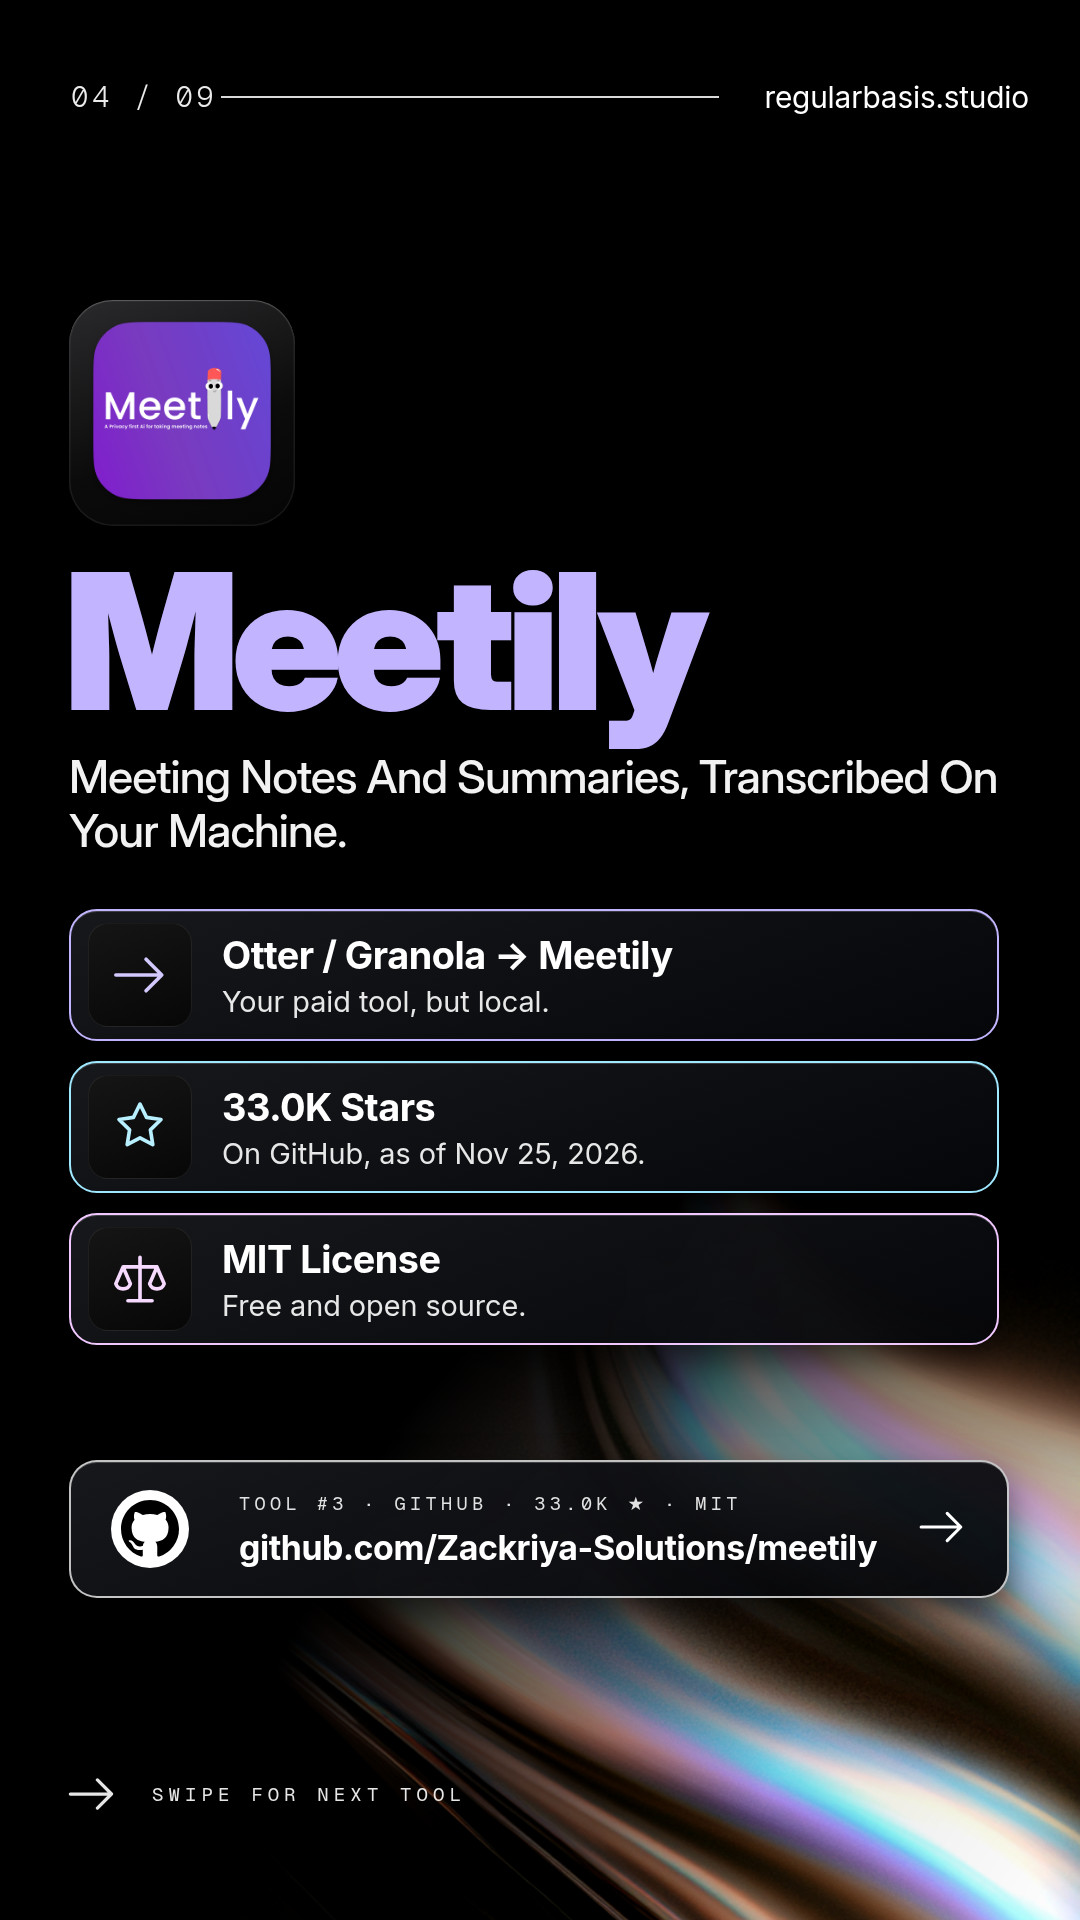 04 / 09
regularbasis.studio
Meetily
A Privacy first AI for taking meeting notes
Meetily
Meeting Notes And Summaries, Transcribed On
Your Machine.
Otter / Granola → Meetily
Your paid tool, but local.
33.0K Stars
On GitHub, as of Nov 25, 2026.
MIT License
Free and open source.
TOOL #3 · GITHUB · 33.0K ★ · MIT
github.com/Zackriya-Solutions/meetily
SWIPE FOR NEXT TOOL